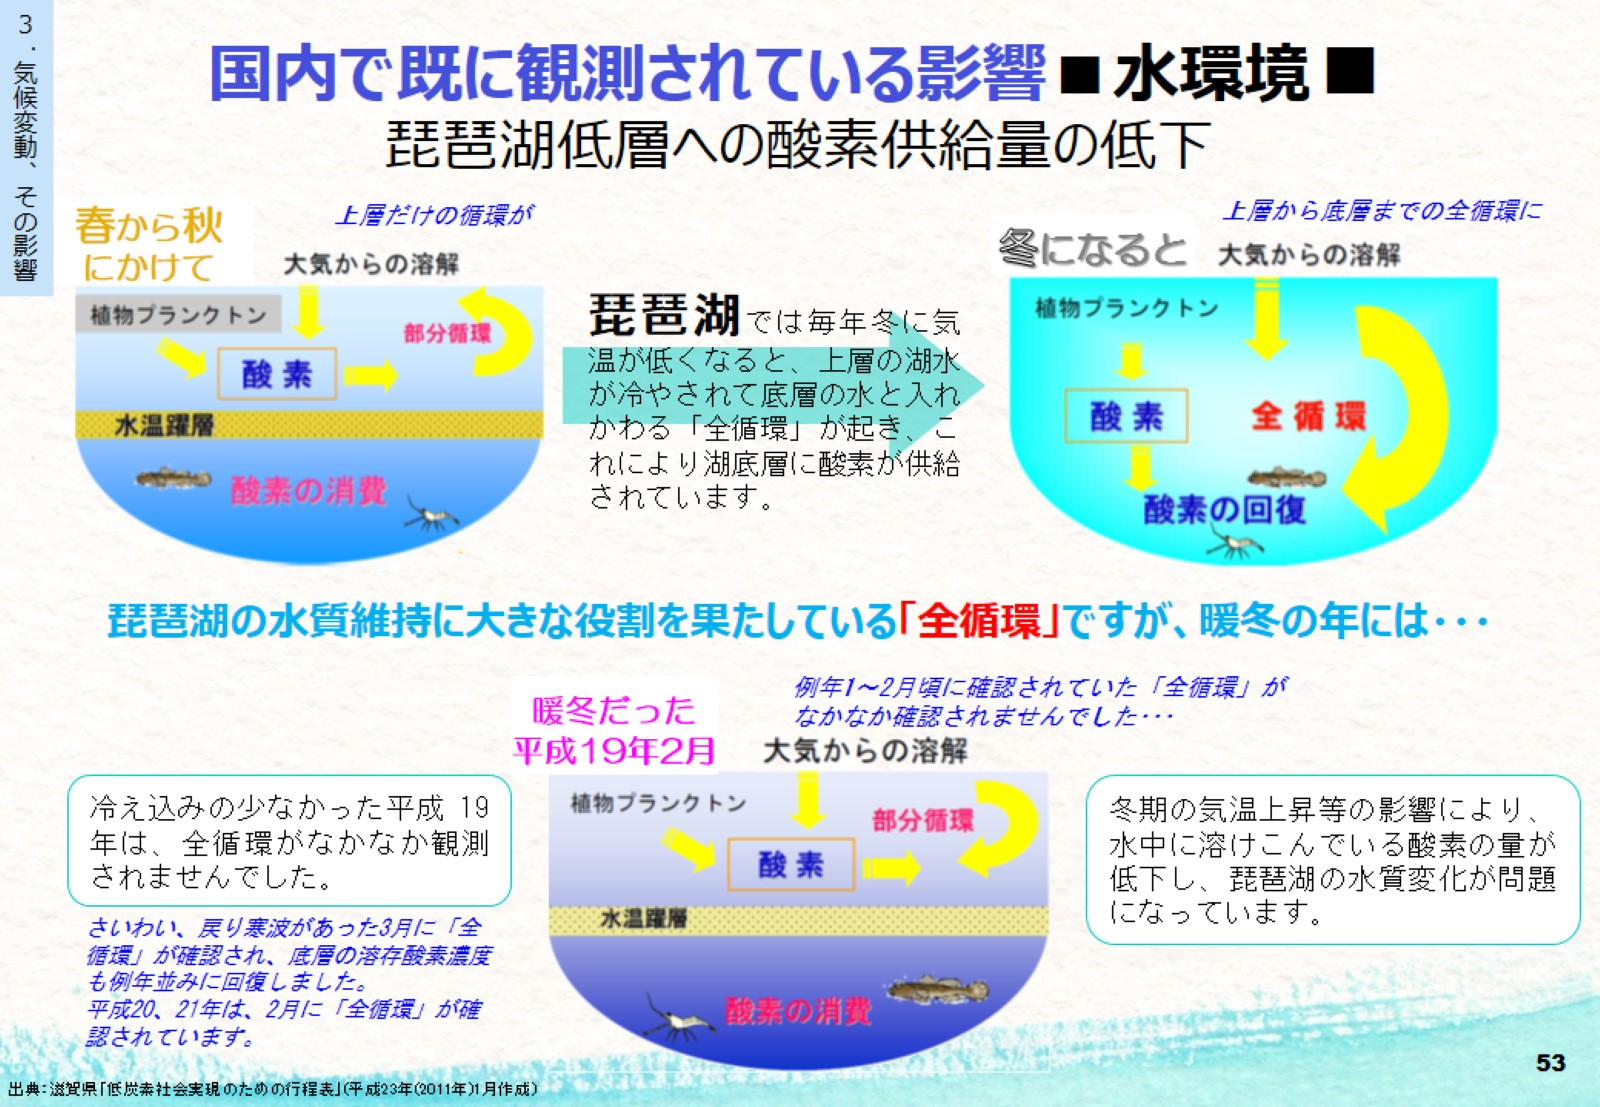 3．気候変動、その影響
国内で既に観測されている影響■水環境■
琵琶湖低層への酸素供給量の低下
春から秋
にかけて
上層だけの循環が
大気からの溶解
植物プランクトン
部分循環
酸素
水温躍層
酸素の消費
琵琶湖では毎年冬に気
温が低くなると、上層の湖水
が冷やされて底層の水と入れ
かわる「全循環」が起き、こ
れにより湖底層に酸素が供給
されています。
冬になると
上層から底層までの全循環に
大気からの溶解
植物プランクトン
酸素
全循環
酸素の回復
琵琶湖の水質維持に大きな役割を果たしている「全循環」ですが、暖冬の年には・・・
暖冬だった
平成19年2月
例年1～2月頃に確認されていた「全循環」が
なかなか確認されませんでした・・・
大気からの溶解
植物プランクトン
部分循環
酸素
水温躍層
酸素の消費
冷え込みの少なかった平成 19
年は、全循環がなかなか観測
されませんでした。
さいわい、戻り寒波があった3月に「全
循環」が確認され、底層の溶存酸素濃度
も例年並みに回復しました。
平成20、21年は、2月に「全循環」が確
認されています。
冬期の気温上昇等の影響により、
水中に溶けこんでいる酸素の量が
低下し、琵琶湖の水質変化が問題
になっています。
53
出典：滋賀県「低炭素社会実現のための行程表」（平成23年(2011年)1月作成）